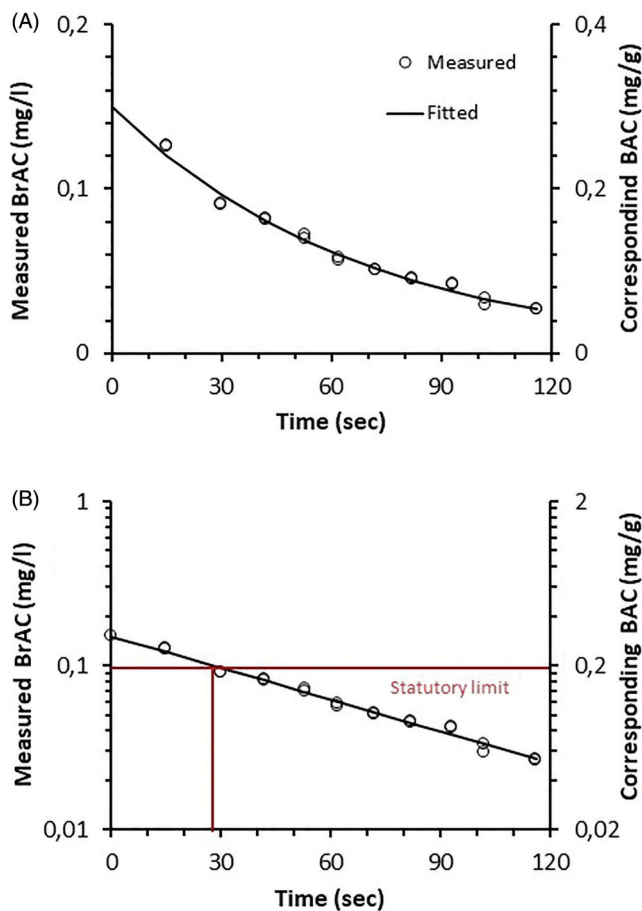 (A)
0,2
0,4
Measured
Fitted
0,1
0,2
0
0
0
30
60
90
120
Time (sec)
Measured BrAC (mg/l)
Correspondind BAC (mg/g)
(B)
1
2
0,1
0,2
Statutory limit
0,01
0,02
0
30
60
90
120
Time (sec)
Measured BrAC (mg/l)
Corresponding BAC (mg/g)